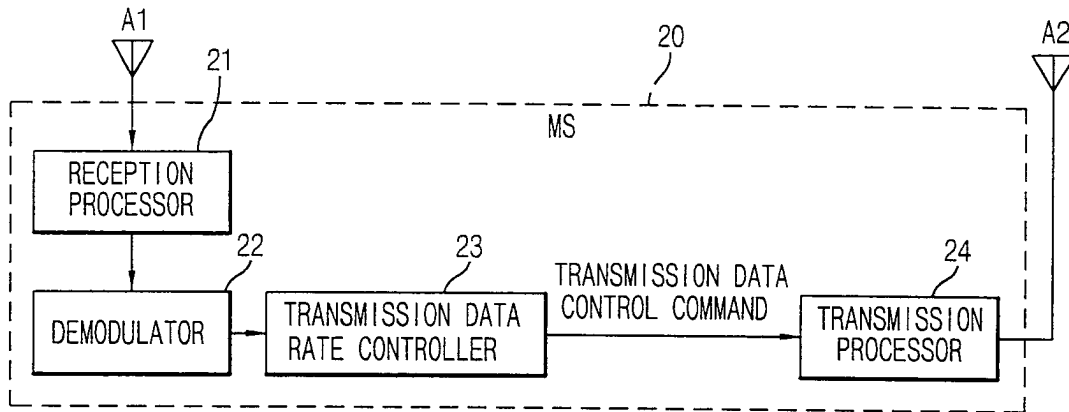 A1
21
20
A2
MS
RECEPTION
PROCESSOR
22
23
24
DEMODULATOR
TRANSMISSION DATA
RATE CONTROLLER
TRANSMISSION DATA
CONTROL COMMAND
TRANSMISSION
PROCESSOR